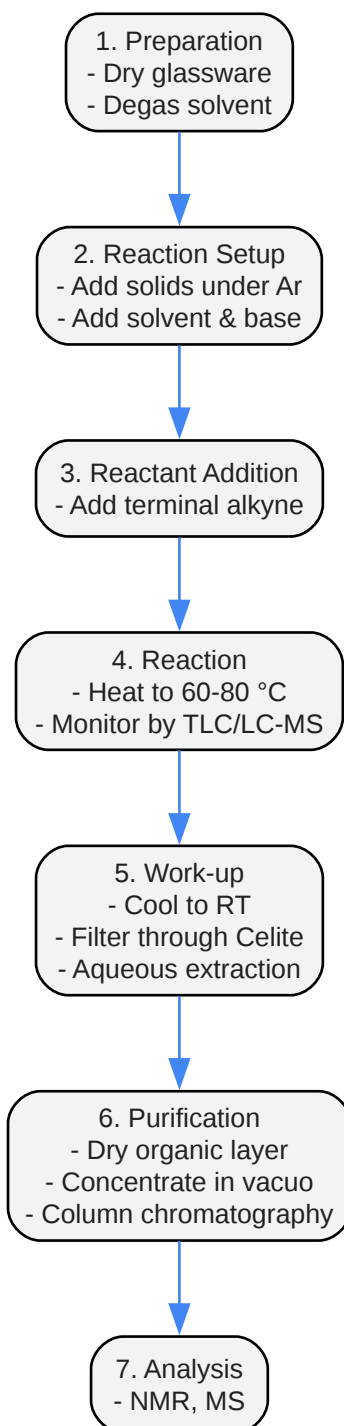 1. Preparation
- Dry glassware
- Degas solvent
2. Reaction Setup
- Add solids under Ar
- Add solvent & base
3. Reactant Addition
- Add terminal alkyne
4. Reaction
- Heat to 60-80 °C
- Monitor by TLC/LC-MS
5. Work-up
- Cool to RT
- Filter through Celite
- Aqueous extraction
6. Purification
- Dry organic layer
- Concentrate in vacuo
- Column chromatography
7. Analysis
- NMR, MS